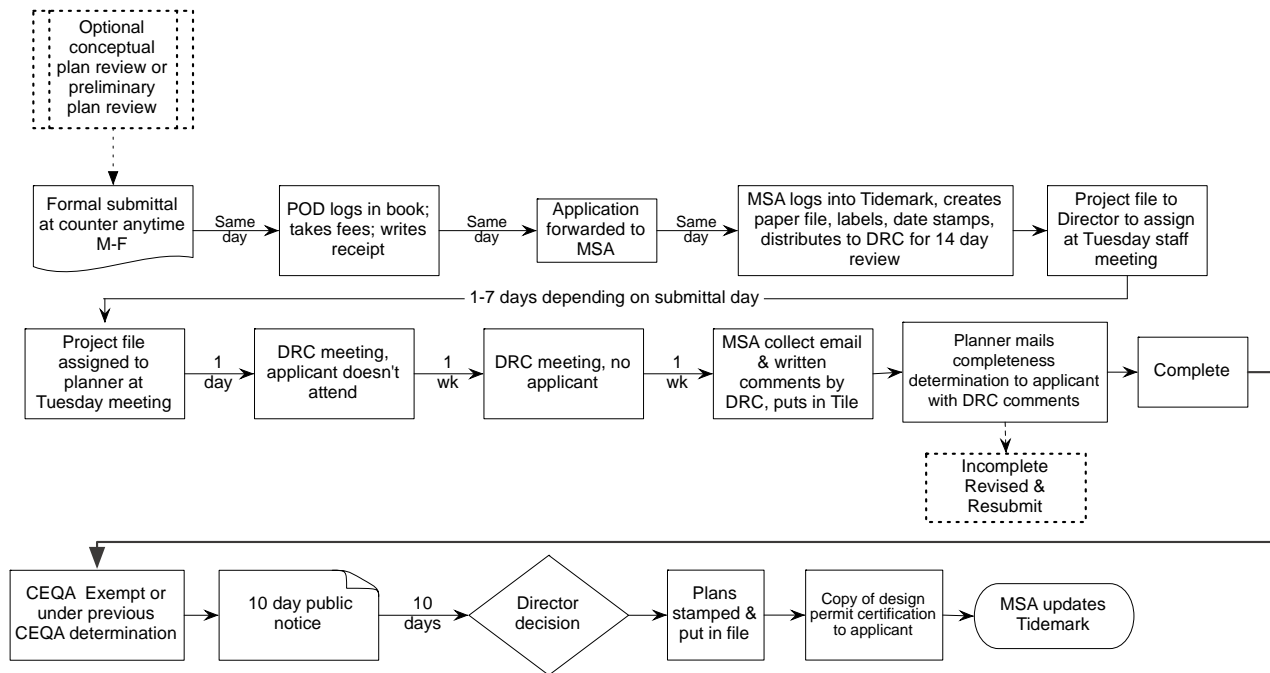 Optional
conceptual
plan review or
preliminary
plan review
Formal submittal
at counter anytime
M-F
Same
day
POD logs in book;
takes fees; writes
receipt
Same
day
Application
forwarded to
MSA
Same
day
MSA logs into Tidemark, creates
paper file, labels, date stamps,
distributes to DRC for 14 day
review
Project file to
Director to assign
at Tuesday staff
meeting
1-7 days depending on submittal day
Project file
assigned to
planner at
Tuesday meeting
1
day
DRC meeting,
applicant doesn't
attend
1
wk
DRC meeting, no
applicant
1
wk
MSA collect email
& written
comments by
DRC, puts in Tile
Planner mails
completeness
determination to applicant
with DRC comments
Complete
Incomplete
Revised &
Resubmit
CEQA Exempt or
under previous
CEQA determination
10 day public
notice
10
days
Director
decision
Plans
stamped &
put in file
Copy of design
permit certification
to applicant
MSA updates
Tidemark